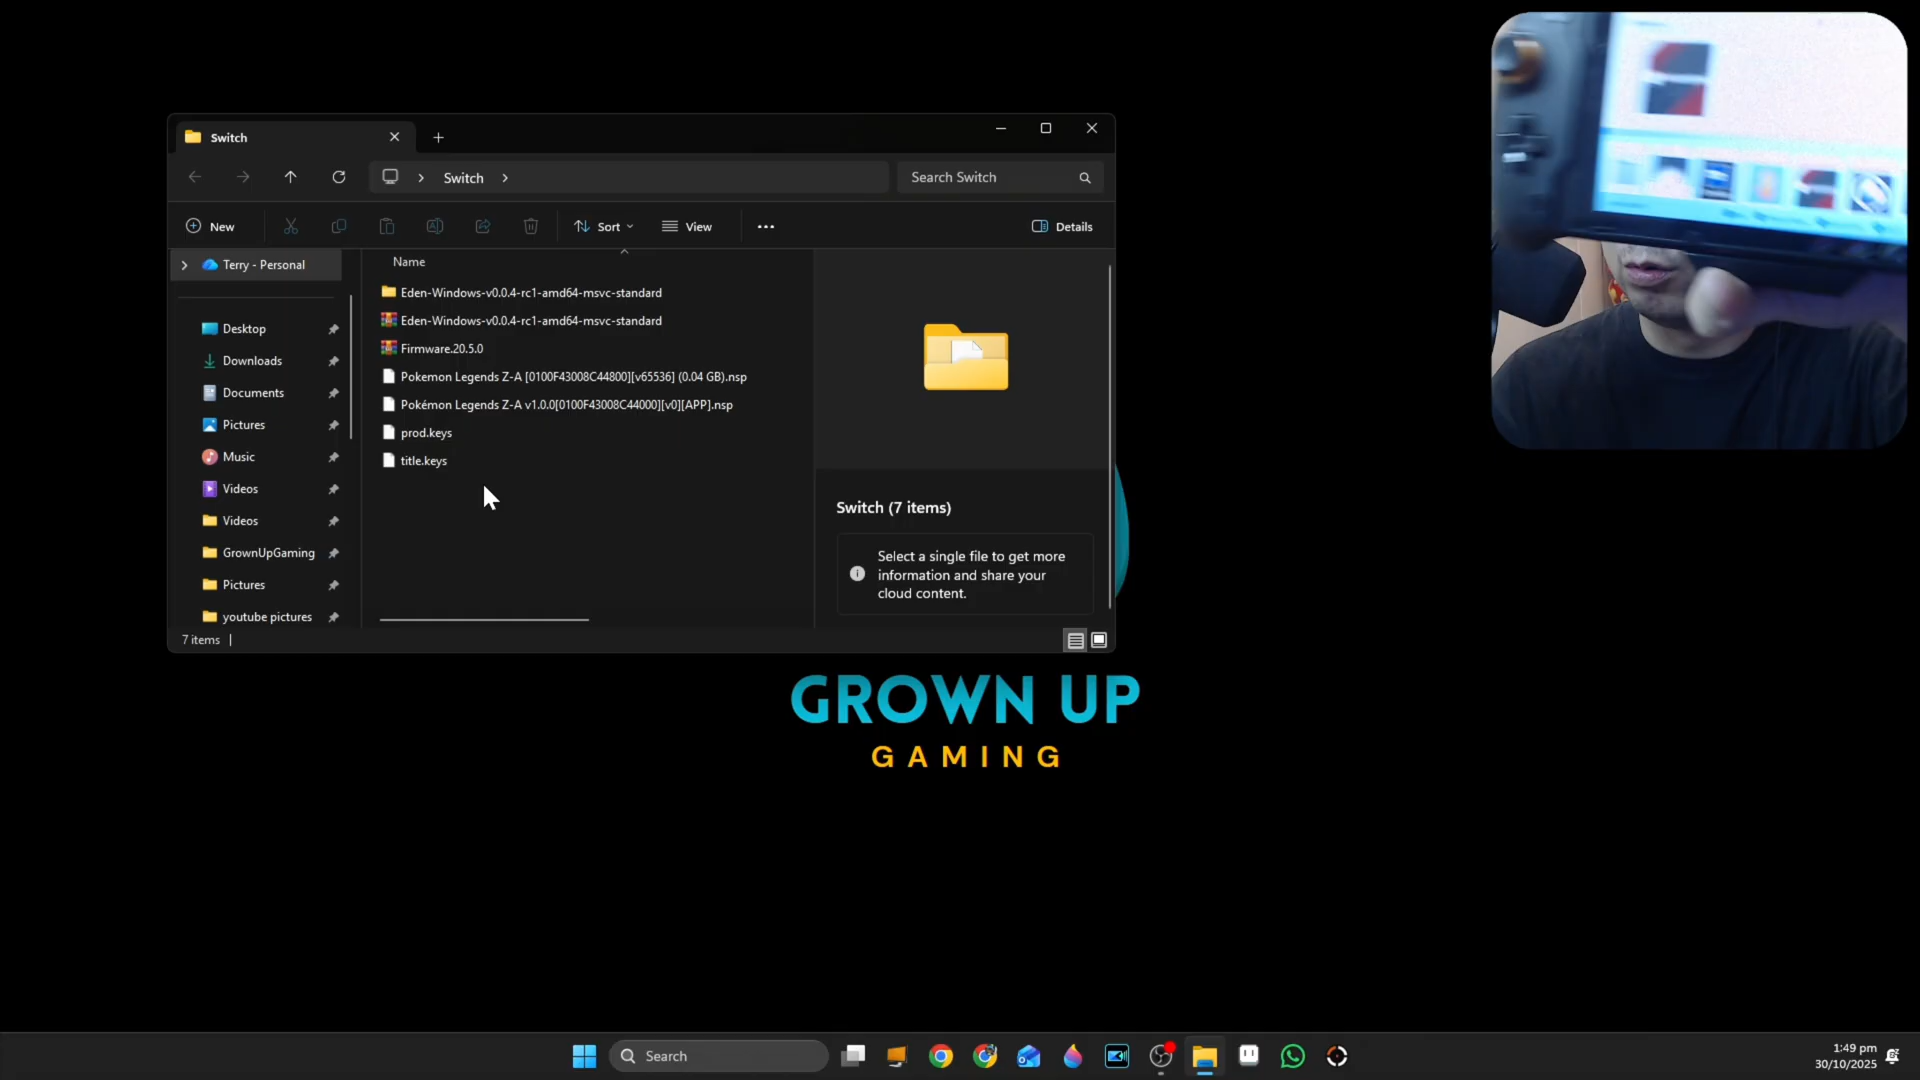 Switch
Switch
Search Switch
New
Sort
View
Details
Terry - Personal
Name
Eden-Windows-v0.0.4-rc1-amd64-msvc-standard
Eden-Windows-v0.0.4-rc1-amd64-msvc-standard
Firmware.20.5.0
Pokemon Legends Z-A [0100F43008C44800][v65536] (0.04 GB).nsp
Pokémon Legends Z-A v1.0.0[0100F43008C44000][v0][APP].nsp
prod.keys
title.keys
Desktop
Downloads
Documents
Pictures
Music
Videos
Videos
GrownUpGaming
Pictures
youtube pictures
Switch (7 items)
Select a single file to get more
information and share your
cloud content.
7 items
GROWN UP
GAMING
Search
1:49 pm
30/10/2025